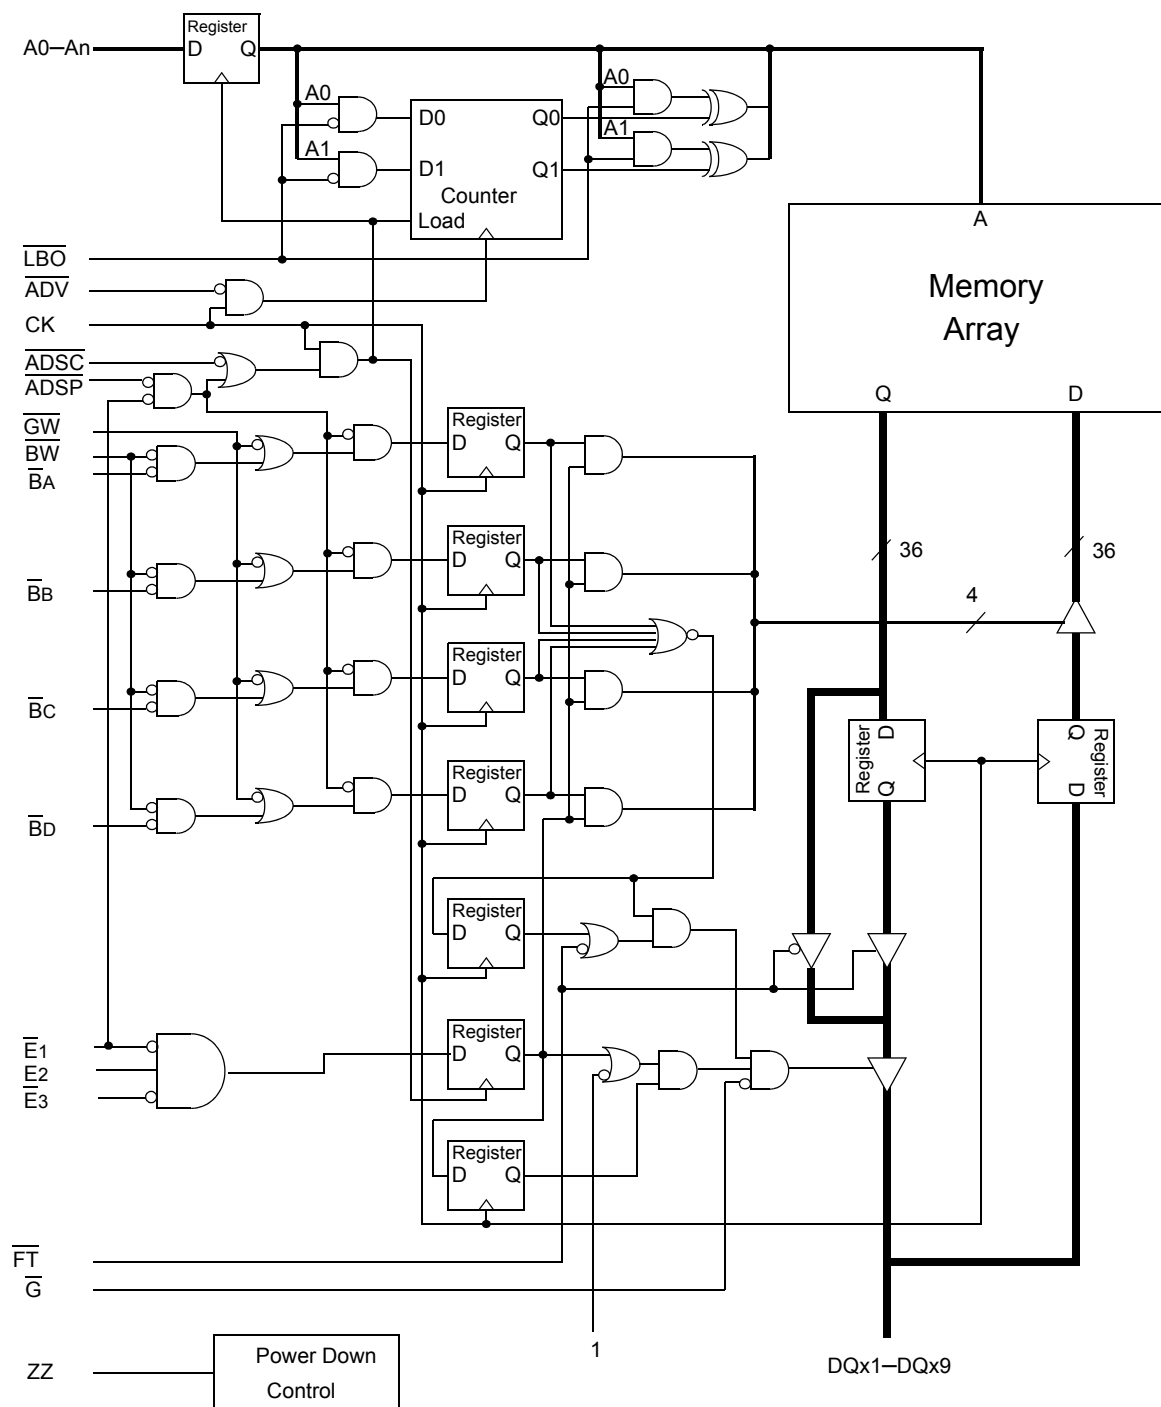 Register
A0–An
D Q
A0
A0
D0
Q0
A1
A1
D1
Q1
Counter
Load
A
LBO
ADV
Memory
CK
Array
ADSC
ADSP
Q
D
GW
Register
BW
D Q
BA
Register
36
36
D Q
BB
4
Register
D Q
BC
D
Register
Q
Q
Register
D
Register
D Q
BD
Register
D Q
Register
E1
D Q
E2
E3
Register
D Q
FT
G
1
Power Down
ZZ
DQx1–DQx9
Control